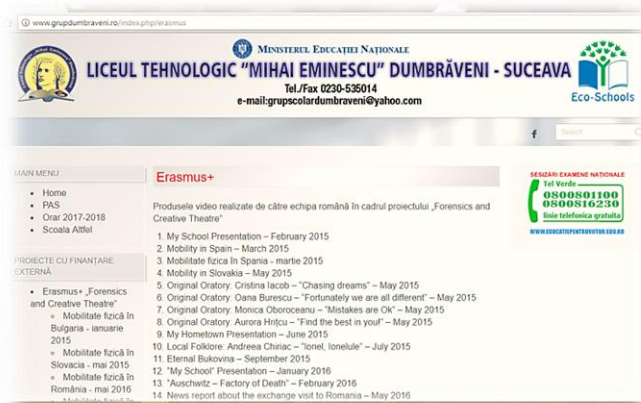 www.grupdumbraveni.ro/index.php/erasmus
MINISTERUL EDUCAȚIEI NAȚIONALE
LICEUL TEHNOLOGIC "MIHAI EMINESCU" DUMBRĂVENI - SUCEAVA
Tel./Fax 0230-535014
e-mail:grupscolardumbraveni@yahoo.com
Eco-Schools
f
Search
MAIN MENU
Home
PAS
Orar 2017-2018
Scoala Altfel
PROIECTE CU FINANȚARE
EXTERNĂ
Erasmus+ „Forensics
and Creative Theatre”
Mobilitate fizică în
Bulgaria - ianuarie
2015
Mobilitate fizică în
Slovacia - mai 2015
Mobilitate fizică în
România - mai 2016
Mobilitate fizică în
Erasmus+
Produsele video realizate de către echipa română în cadrul proiectului „Forensics and
Creative Theatre”
1. My School Presentation – February 2015
2. Mobility in Spain – March 2015
3. Mobilitate fizica în Spania - martie 2015
4. Mobility in Slovakia – May 2015
5. Original Oratory: Cristina Iacob – "Chasing dreams" – May 2015
6. Original Oratory: Oana Burescu – "Fortunately we are all different" – May 2015
7. Original Oratory: Monica Oboroceanu – "Mistakes are Ok" – May 2015
8. Original Oratory: Aurora Hrițcu – "Find the best in you!" – May 2015
9. My Hometown Presentation – June 2015
10. Local Folklore: Andreea Chiriac – "Ionel, Ionelule" – July 2015
11. Eternal Bukovina – September 2015
12. "My School" Presentation – January 2016
13. "Auschwitz – Factory of Death" – February 2016
14. News report about the exchange visit to Romania – May 2016
SESIZARI EXAMENE NAȚIONALE
Tel Verde
0800801100
0800816230
linie telefonica gratuita
WWW.EDUCATIEPENTRUVIITOR.EDU.RO